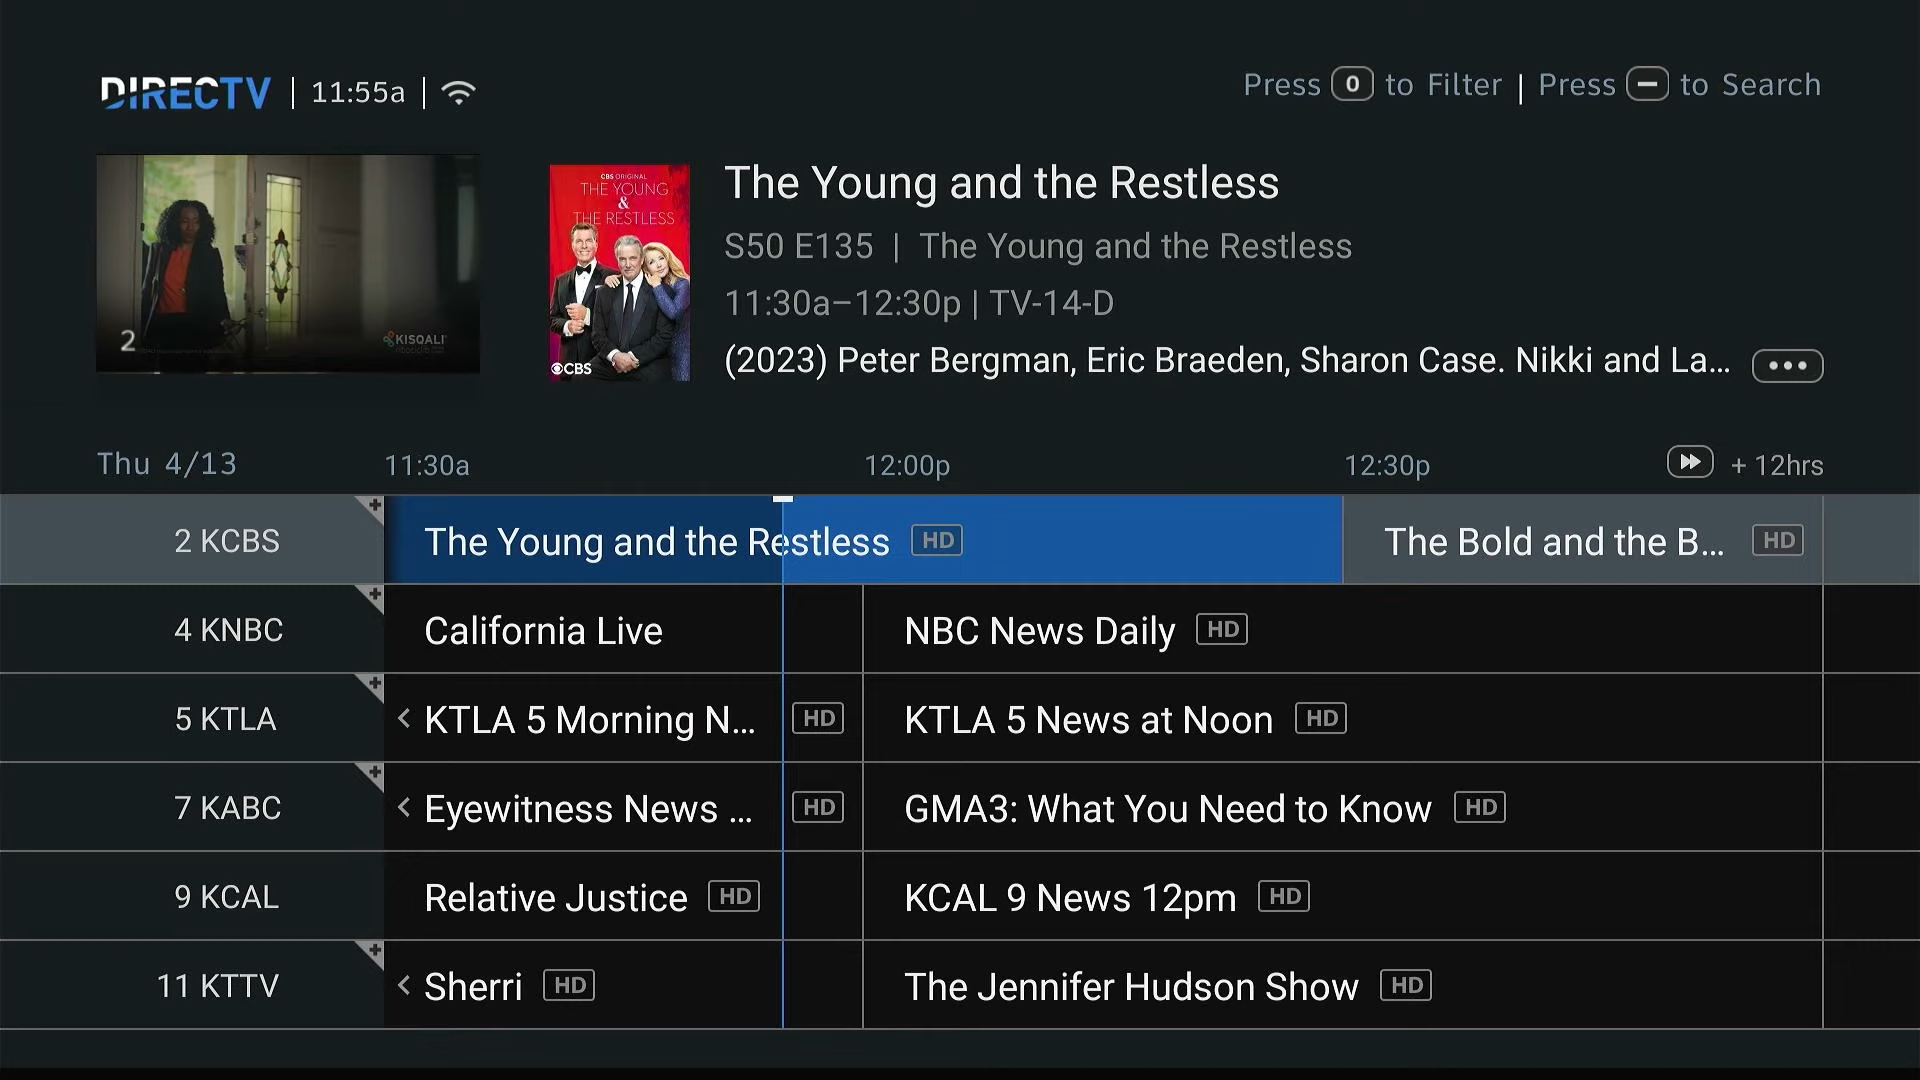 DIRECTV | 11:55a |
Press 0 to Filter | Press – to Search
2
KISQALI
CBS ORIGINAL
THE YOUNG
&
THE RESTLESS
CBS
The Young and the Restless
S50 E135 | The Young and the Restless
11:30a–12:30p | TV-14-D
(2023) Peter Bergman, Eric Braeden, Sharon Case. Nikki and La...
Thu 4/13 11:30a 12:00p 12:30p + 12hrs
2 KCBS The Young and the Restless HD The Bold and the B... HD
4 KNBC California Live NBC News Daily HD
5 KTLA < KTLA 5 Morning N... HD KTLA 5 News at Noon HD
7 KABC < Eyewitness News ... HD GMA3: What You Need to Know HD
9 KCAL Relative Justice HD KCAL 9 News 12pm HD
11 KTTV < Sherri HD The Jennifer Hudson Show HD